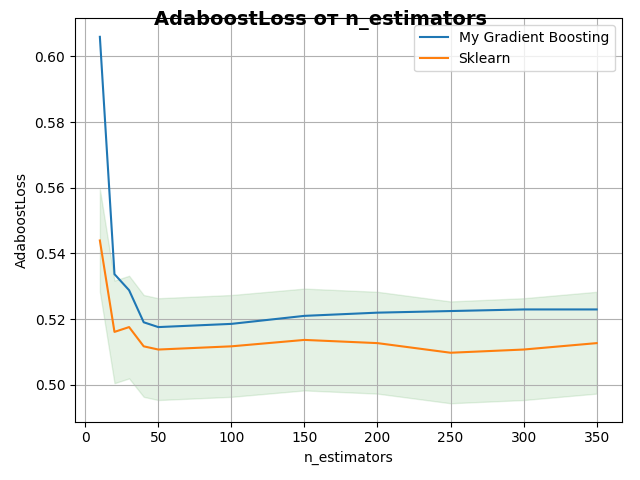 AdaboostLoss от n_estimators
My Gradient Boosting
Sklearn
AdaboostLoss
0.60
0.58
0.56
0.54
0.52
0.50
0 50 100 150 200 250 300 350
n_estimators